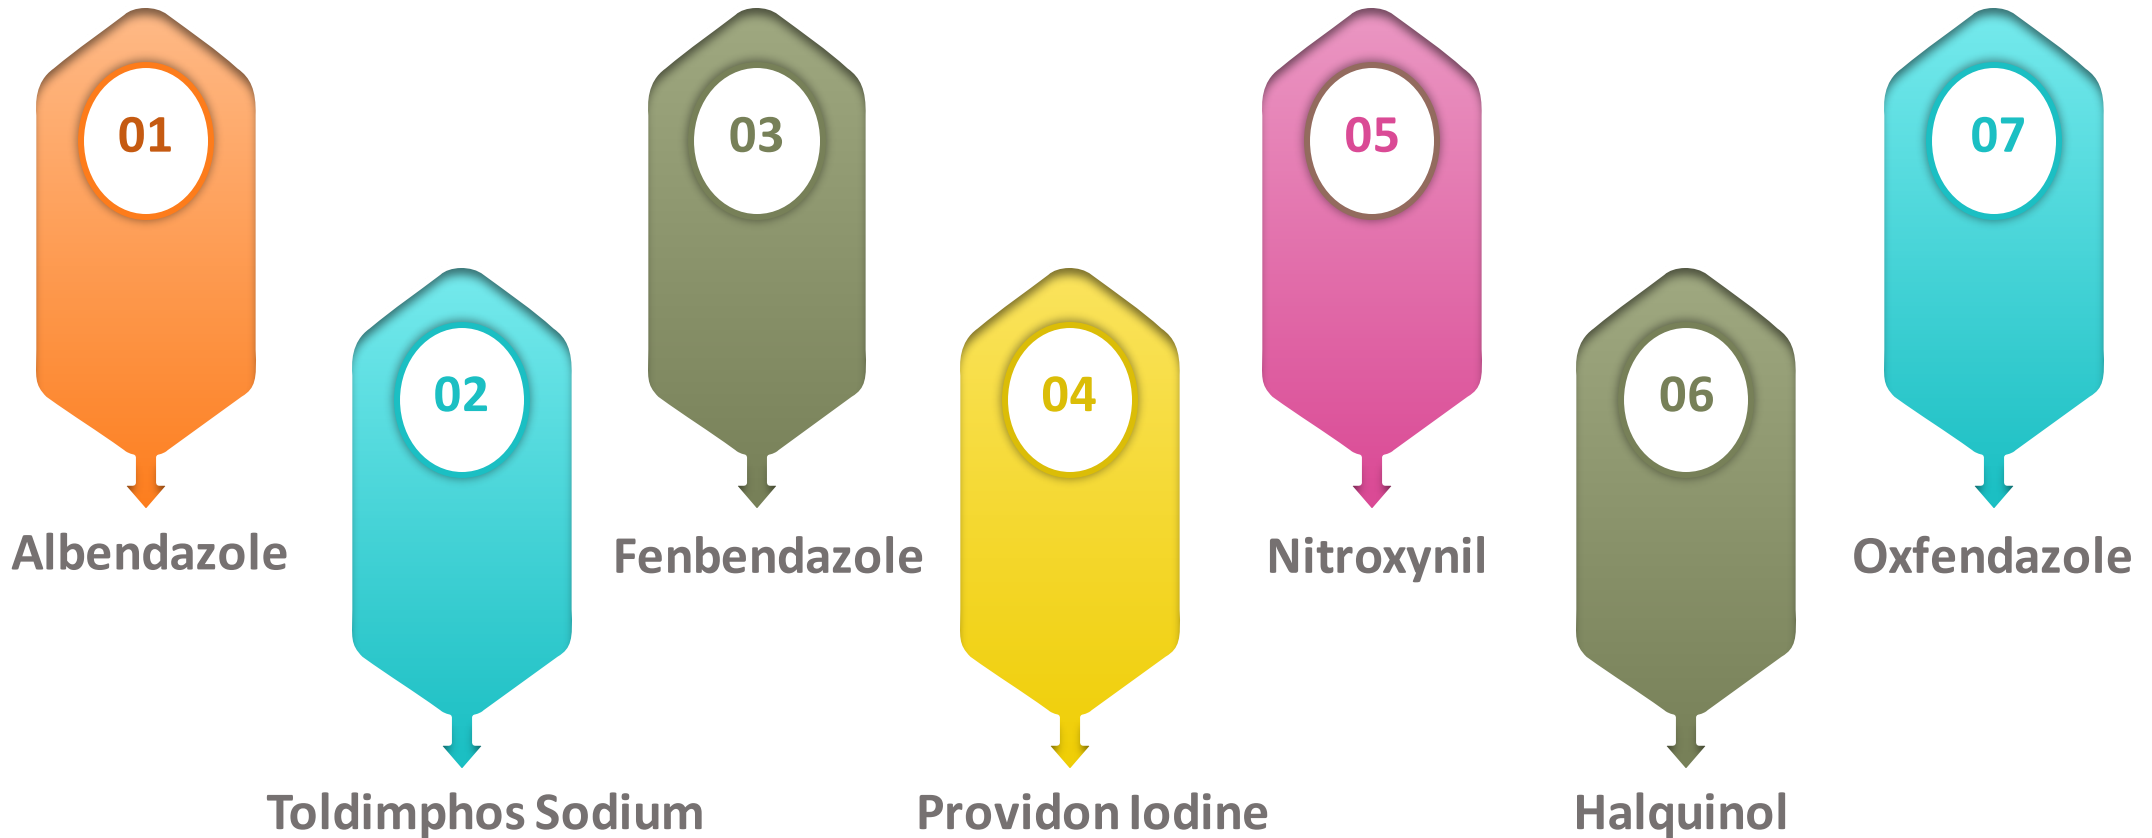 01
Albendazole
02
Toldimphos Sodium
03
Fenbendazole
04
Providon Iodine
05
Nitroxynil
06
Halquinol
07
Oxfendazole